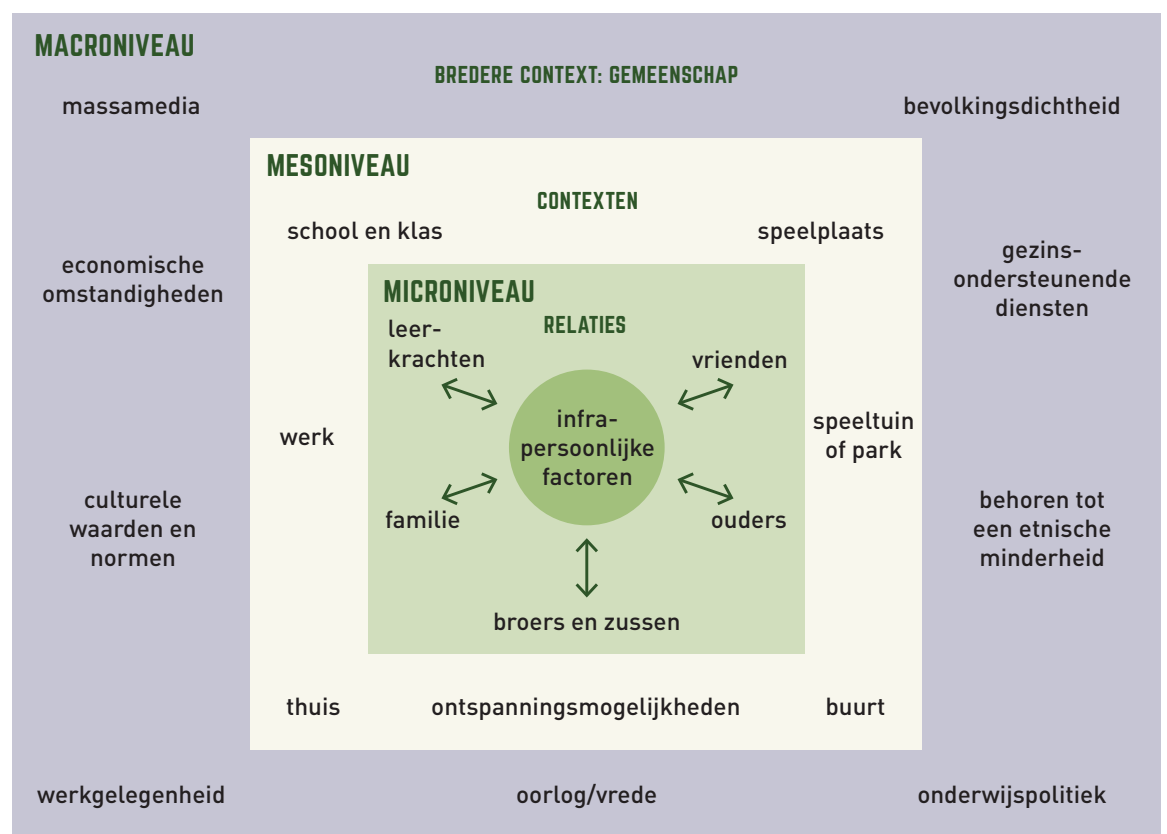 MACRONIVEAU
BREDERE CONTEXT: GEMEENSCHAP
massamedia
bevolkingsdichtheid
MESONIVEAU
CONTEXTEN
school en klas
speelplaats
economische
omstandigheden
gezins-
ondersteunende
diensten
MICRONIVEAU
RELATIES
leer-
krachten
vrienden
infra-
persoonlijke
factoren
werk
speeltuin
of park
familie
ouders
culturele
waarden en
normen
behoren tot
een etnische
minderheid
broers en zussen
thuis
ontspanningsmogelijkheden
buurt
werkgelegenheid
oorlog/vrede
onderwijspolitiek